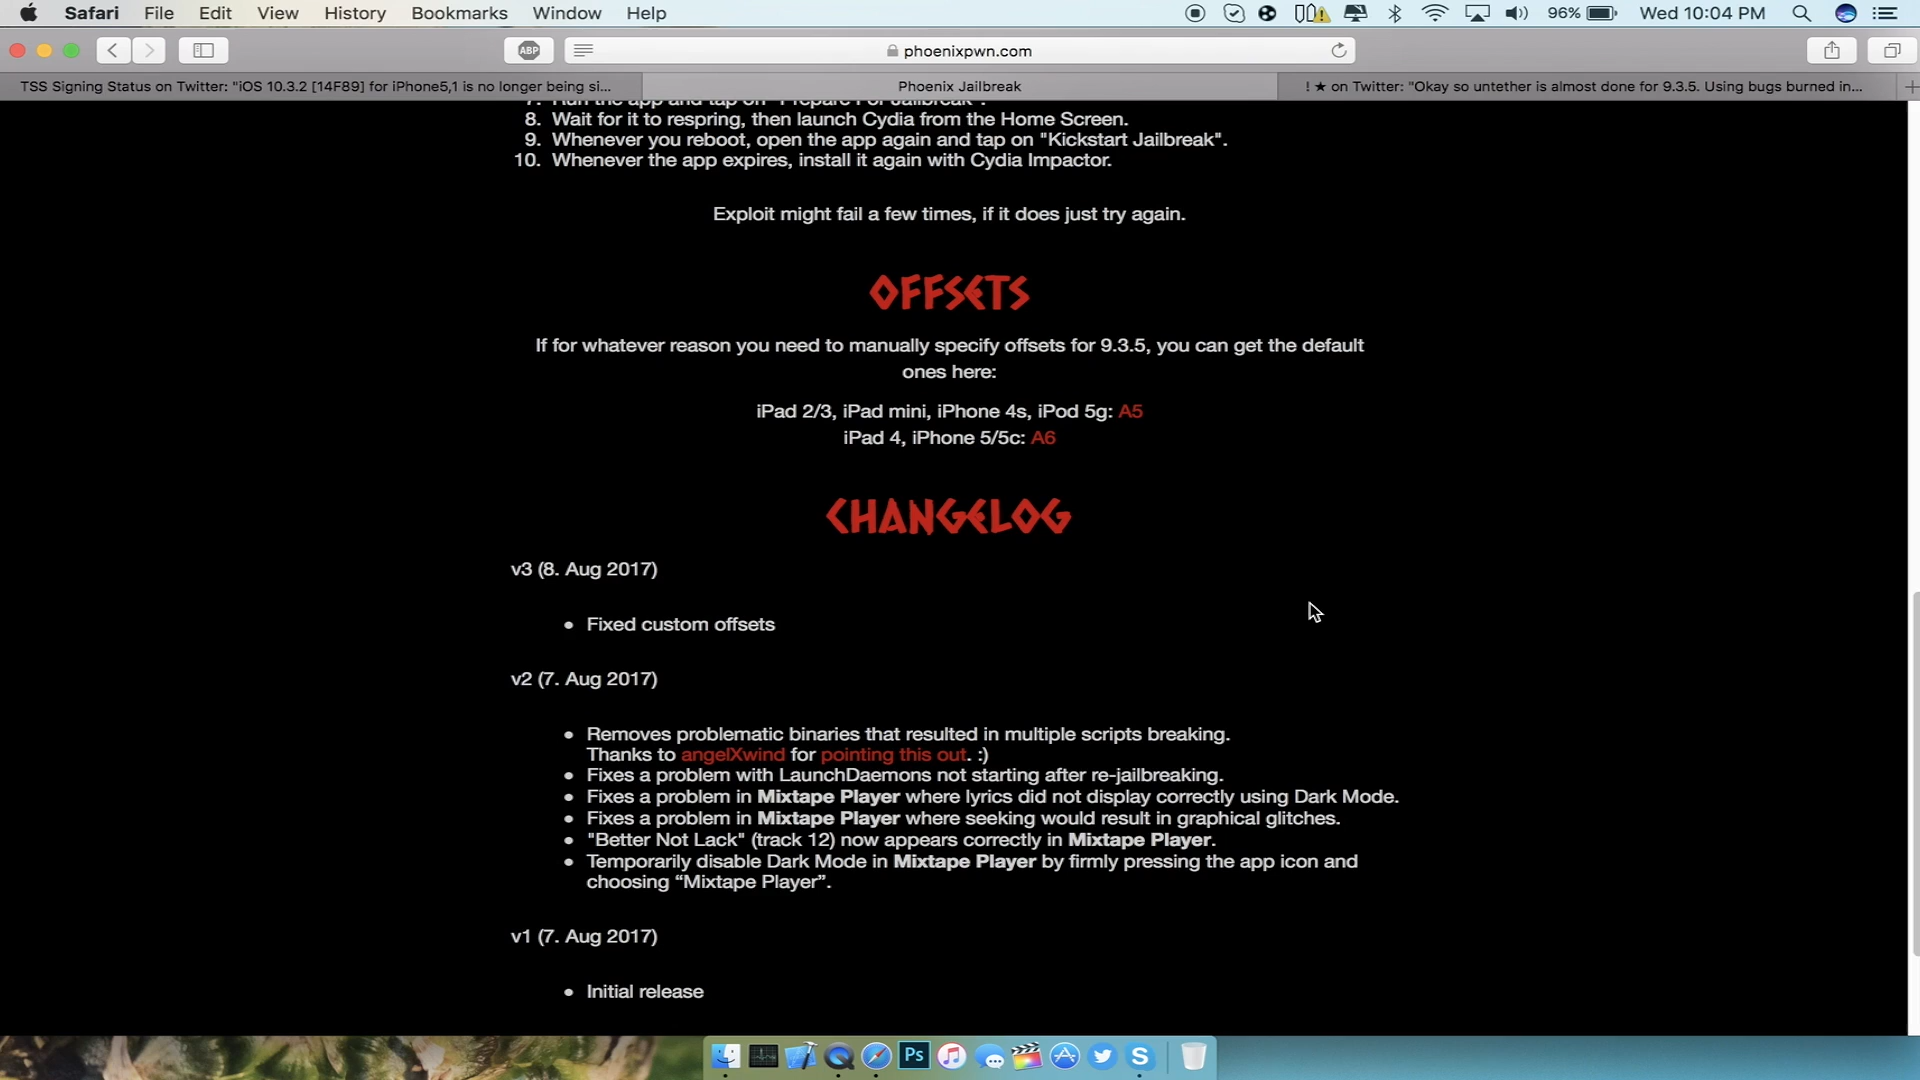 Safari File Edit View History Bookmarks Window Help 96% Wed 10:04 PM
ABP phoenixpwn.com
TSS Signing Status on Twitter: "iOS 10.3.2 [14F89] for iPhone5,1 is no longer being si... Phoenix Jailbreak ! ★ on Twitter: "Okay so untether is almost done for 9.3.5. Using bugs burned in...
7. Run the app and tap on "Prepare For Jailbreak".
8. Wait for it to respring, then launch Cydia from the Home Screen.
9. Whenever you reboot, open the app again and tap on "Kickstart Jailbreak".
10. Whenever the app expires, install it again with Cydia Impactor.
Exploit might fail a few times, if it does just try again.
OFFSETS
If for whatever reason you need to manually specify offsets for 9.3.5, you can get the default
ones here:
iPad 2/3, iPad mini, iPhone 4s, iPod 5g: A5
iPad 4, iPhone 5/5c: A6
CHANGELOG
v3 (8. Aug 2017)
• Fixed custom offsets
v2 (7. Aug 2017)
• Removes problematic binaries that resulted in multiple scripts breaking.
Thanks to angelXwind for pointing this out. :)
• Fixes a problem with LaunchDaemons not starting after re-jailbreaking.
• Fixes a problem in Mixtape Player where lyrics did not display correctly using Dark Mode.
• Fixes a problem in Mixtape Player where seeking would result in graphical glitches.
• "Better Not Lack" (track 12) now appears correctly in Mixtape Player.
• Temporarily disable Dark Mode in Mixtape Player by firmly pressing the app icon and
choosing “Mixtape Player”.
v1 (7. Aug 2017)
• Initial release
Ps